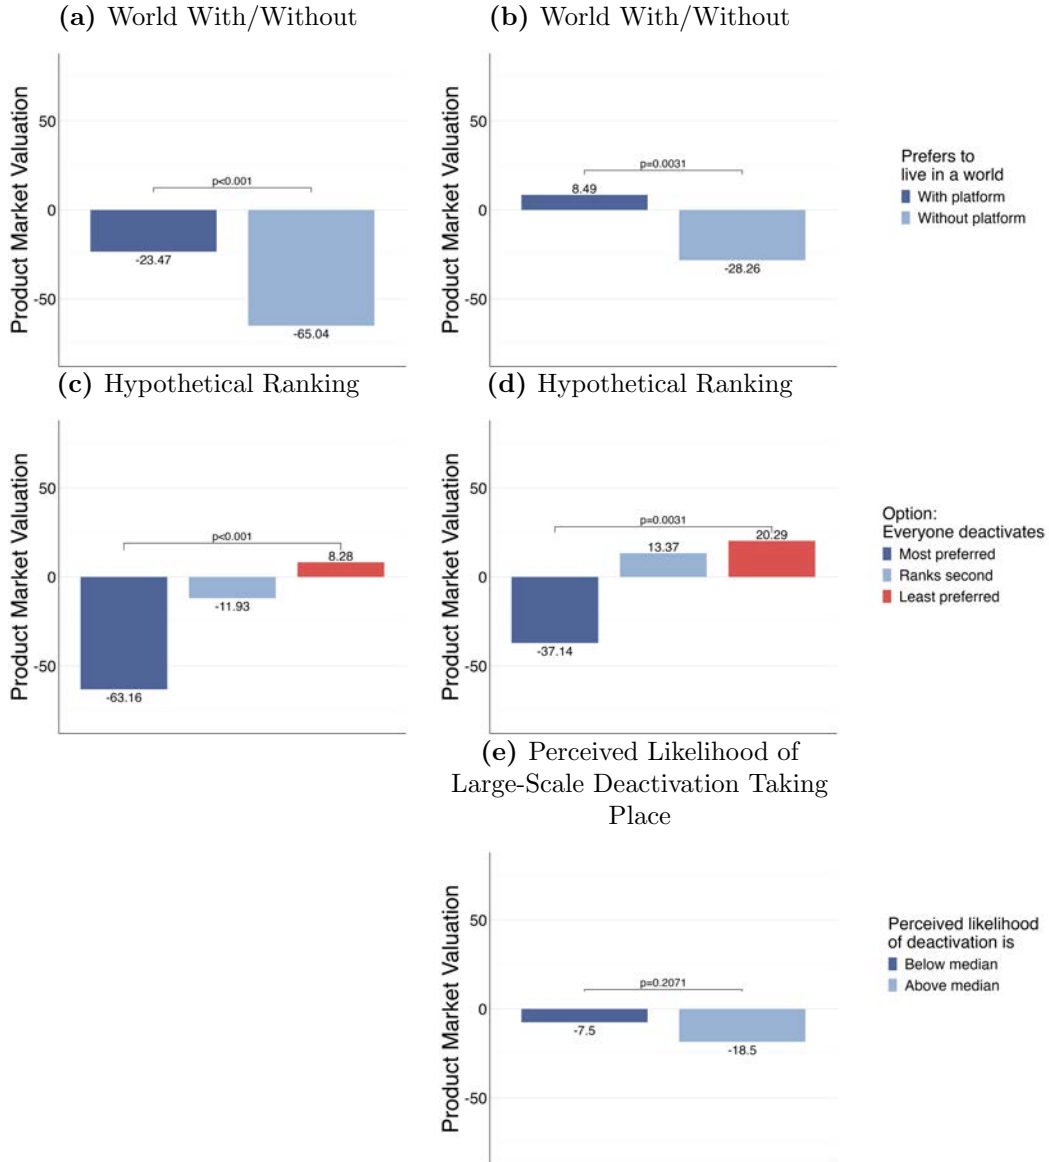 (a) World With/Without
Product Market Valuation
50
0
-50
p<0.001
-23.47
-65.04
(b) World With/Without
Product Market Valuation
50
0
-50
p=0.0031
8.49
-28.26
Prefers to
live in a world
With platform
Without platform
(c) Hypothetical Ranking
Product Market Valuation
50
0
-50
p<0.001
8.28
-11.93
-63.16
(d) Hypothetical Ranking
Product Market Valuation
50
0
-50
p=0.0031
20.29
13.37
-37.14
Option:
Everyone deactivates
Most preferred
Ranks second
Least preferred
(e) Perceived Likelihood of
Large-Scale Deactivation Taking
Place
Product Market Valuation
50
0
-50
p=0.2071
-7.5
-18.5
Perceived likelihood
of deactivation is
Below median
Above median